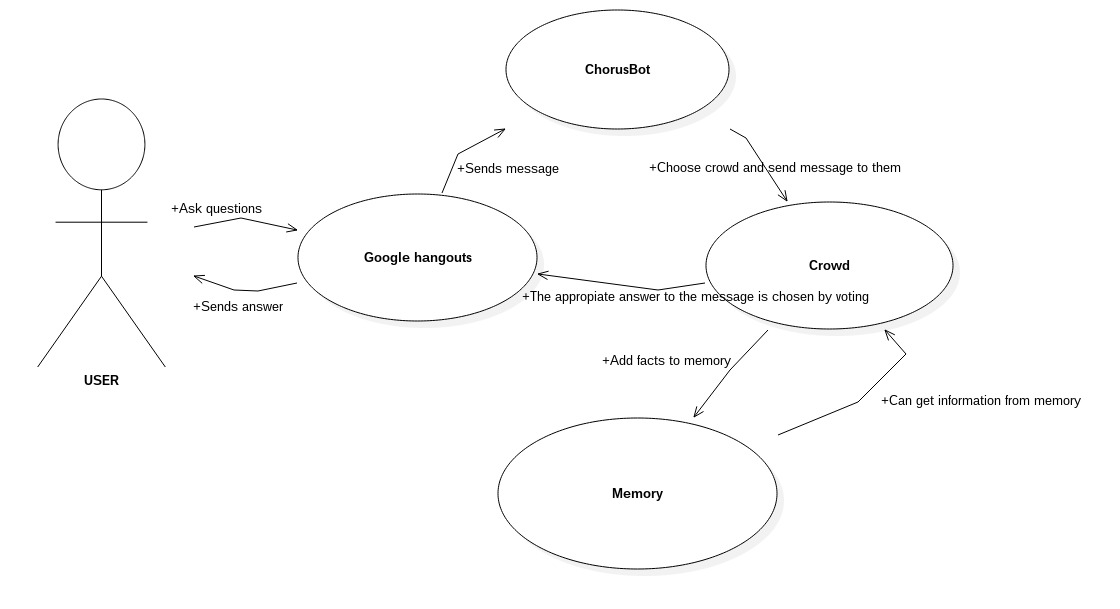 ChorusBot
+Sends message
+Choose crowd and send message to them
+Ask questions
Google hangouts
Crowd
+Sends answer
+The appropiate answer to the message is chosen by voting
+Add facts to memory
USER
+Can get information from memory
Memory